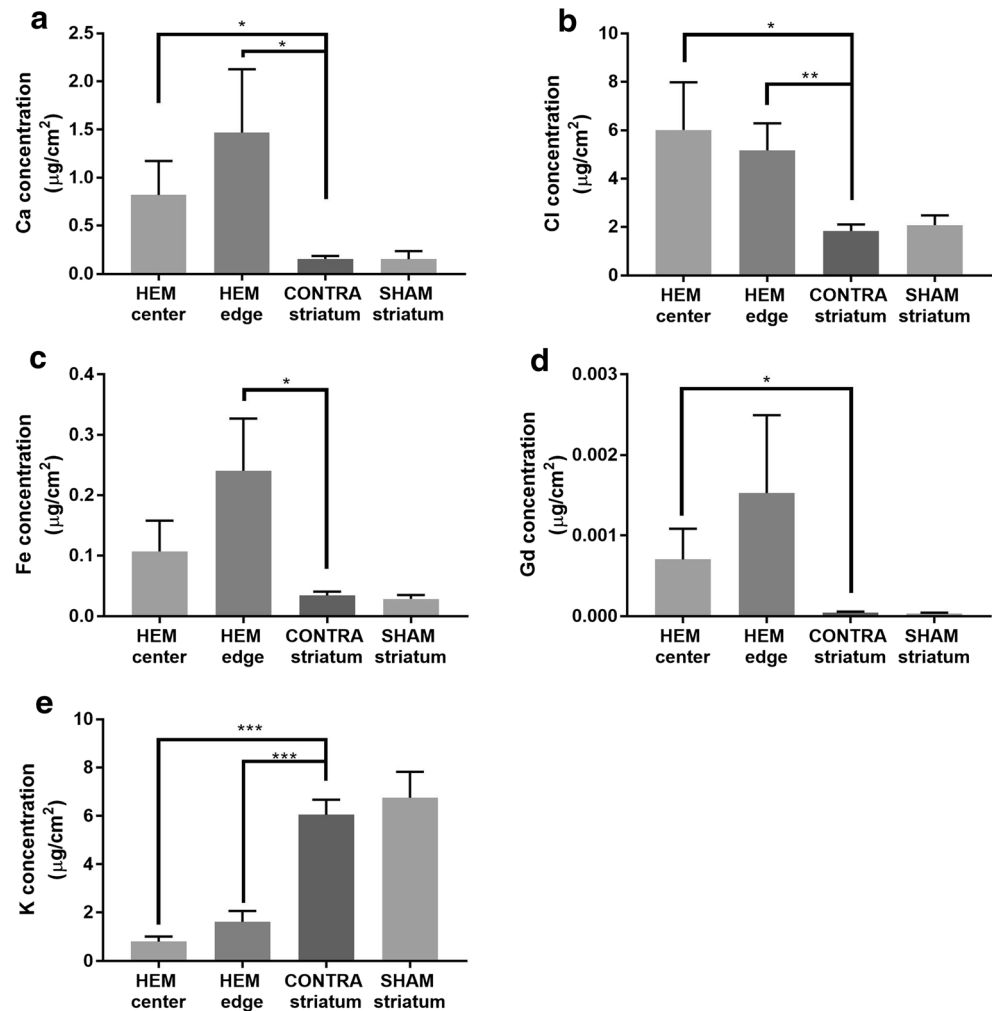 a
Ca concentration
(µg/cm²)
2.5
2.0
1.5
1.0
0.5
0.0
*
*
HEM
center
HEM
edge
CONTRA
striatum
SHAM
striatum
b
Cl concentration
(µg/cm²)
10
8
6
4
2
0
*
**
HEM
center
HEM
edge
CONTRA
striatum
SHAM
striatum
c
Fe concentration
(µg/cm²)
0.4
0.3
0.2
0.1
0.0
*
HEM
center
HEM
edge
CONTRA
striatum
SHAM
striatum
d
Gd concentration
(µg/cm²)
0.003
0.002
0.001
0.000
*
HEM
center
HEM
edge
CONTRA
striatum
SHAM
striatum
e
K concentration
(µg/cm²)
10
8
6
4
2
0
***
***
HEM
center
HEM
edge
CONTRA
striatum
SHAM
striatum